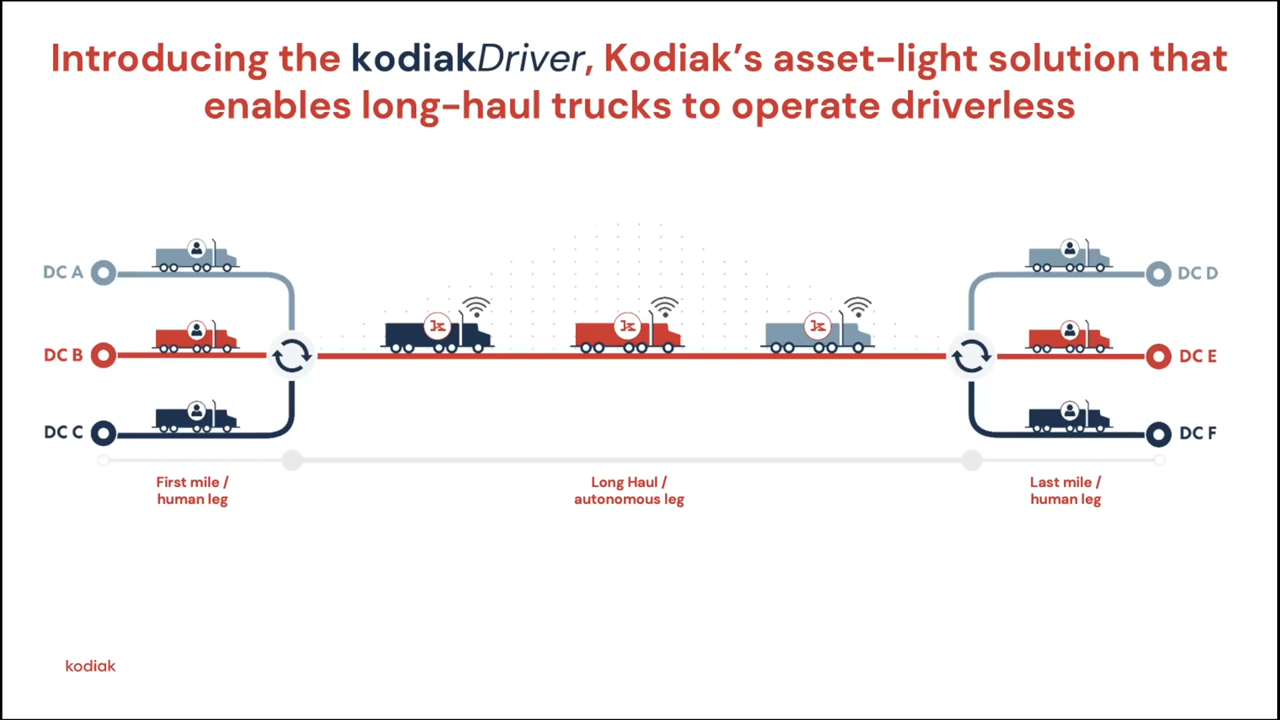 Introducing the kodiakDriver, Kodiak’s asset-light solution that
enables long-haul trucks to operate driverless
DC A
DC D
DC B
DC E
DC C
DC F
First mile /
human leg
Long Haul /
autonomous leg
Last mile /
human leg
kodiak